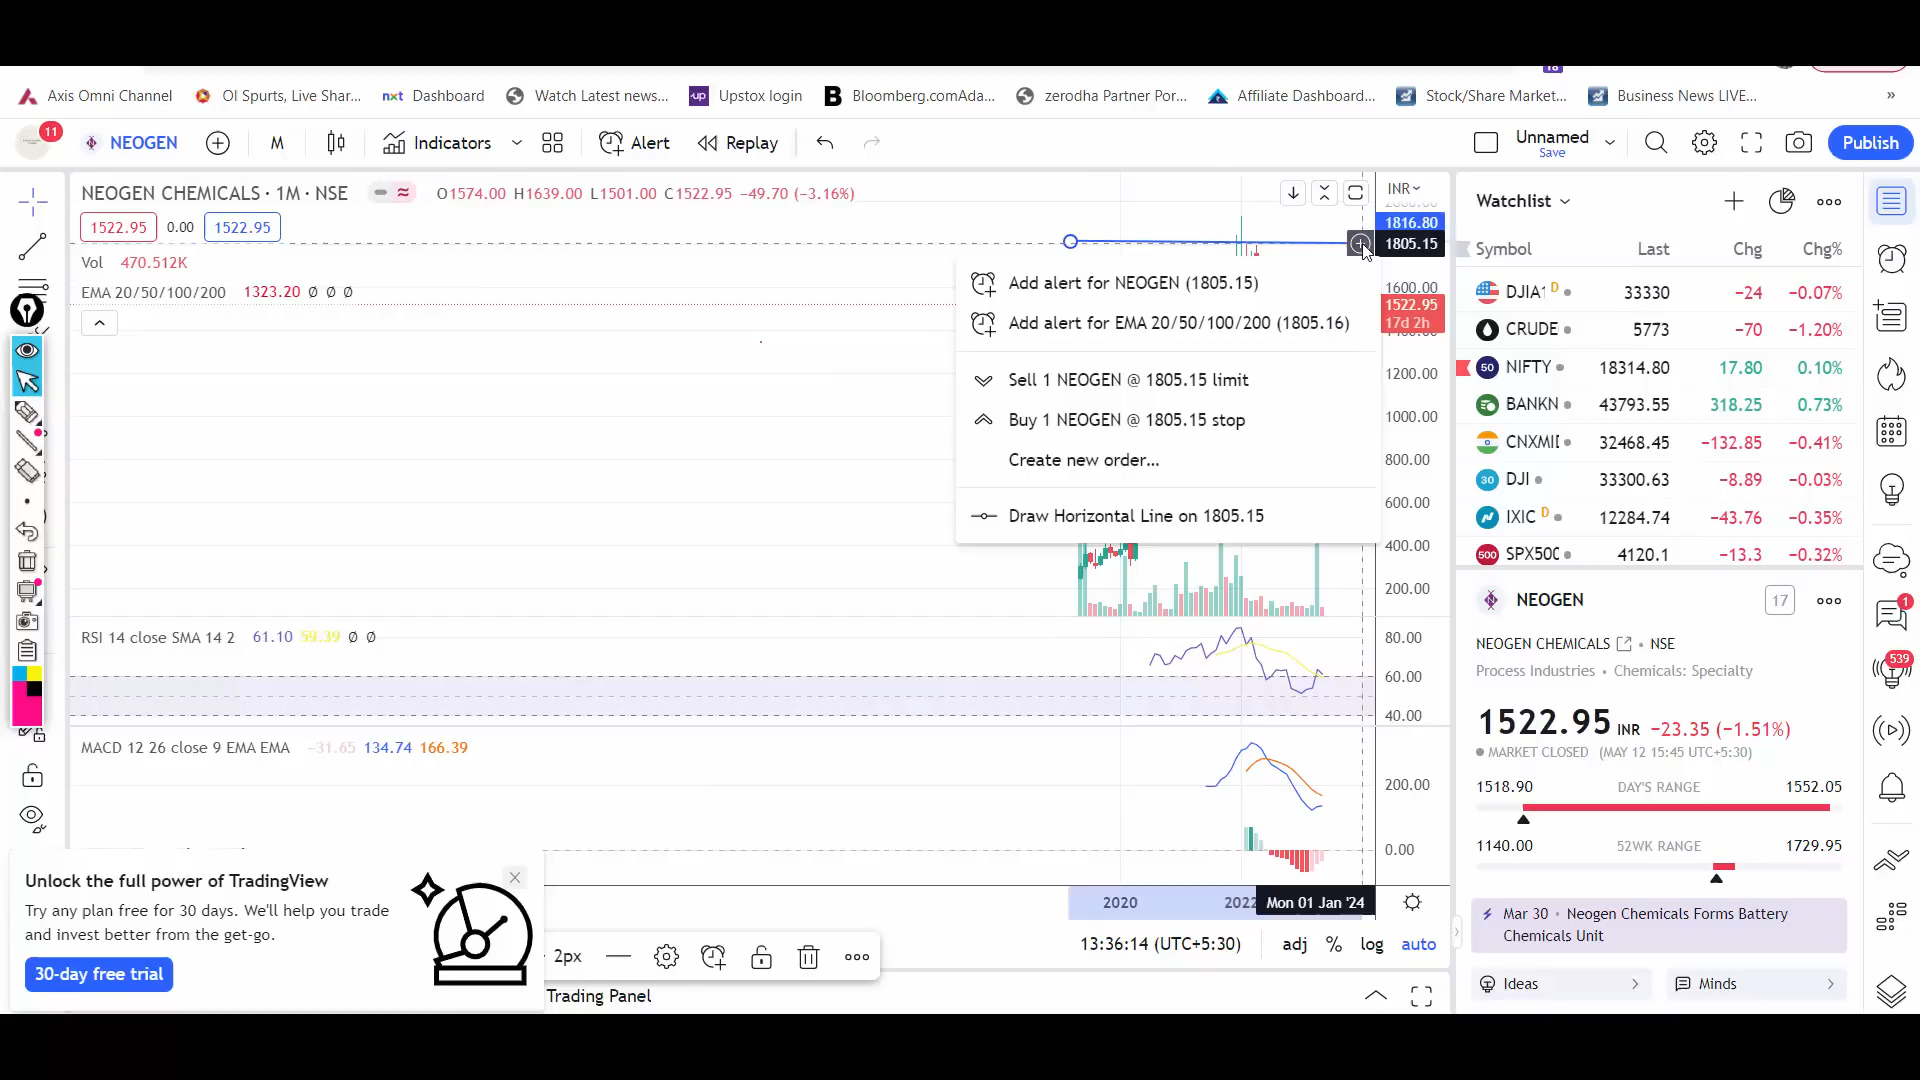 18
Axis Omni Channel
OI Spurts, Live Shar...
nxt Dashboard
Watch Latest news...
up Upstox login
B Bloomberg.comAda...
zerodha Partner Por...
Affiliate Dashboard...
Stock/Share Market...
Business News LIVE...
»
11
NEOGEN
M
Indicators
Alert
Replay
Unnamed
Save
Publish
NEOGEN CHEMICALS · 1M · NSE
O1574.00 H1639.00 L1501.00 C1522.95 −49.70 (−3.16%)
1522.95 0.00 1522.95
Vol 470.512K
EMA 20/50/100/200 1323.20 Ø Ø Ø
INR
1816.80
1805.15
1600.00
1522.95
17d 2h
1200.00
1000.00
800.00
600.00
400.00
200.00
Add alert for NEOGEN (1805.15)
Add alert for EMA 20/50/100/200 (1805.16)
Sell 1 NEOGEN @ 1805.15 limit
Buy 1 NEOGEN @ 1805.15 stop
Create new order...
Draw Horizontal Line on 1805.15
RSI 14 close SMA 14 2 61.10 59.39 Ø Ø
80.00
60.00
40.00
MACD 12 26 close 9 EMA EMA −31.65 134.74 166.39
200.00
0.00
2020
2022
Mon 01 Jan '24
13:36:14 (UTC+5:30)
adj % log auto
Unlock the full power of TradingView
Try any plan free for 30 days. We'll help you trade
and invest better from the get-go.
30-day free trial
2px
Trading Panel
Watchlist
Symbol Last Chg Chg%
DJIA D 33330 −24 −0.07%
CRUDE 5773 −70 −1.20%
50 NIFTY 18314.80 17.80 0.10%
BANKN 43793.55 318.25 0.73%
CNXMI 32468.45 −132.85 −0.41%
30 DJI 33300.63 −8.89 −0.03%
IXIC D 12284.74 −43.76 −0.35%
500 SPX500 4120.1 −13.3 −0.32%
NEOGEN
17
NEOGEN CHEMICALS • NSE
Process Industries • Chemicals: Specialty
1522.95 INR −23.35 (−1.51%)
MARKET CLOSED (MAY 12 15:45 UTC+5:30)
1518.90 DAY'S RANGE 1552.05
1140.00 52WK RANGE 1729.95
Mar 30 • Neogen Chemicals Forms Battery
Chemicals Unit
Ideas
Minds
1
539